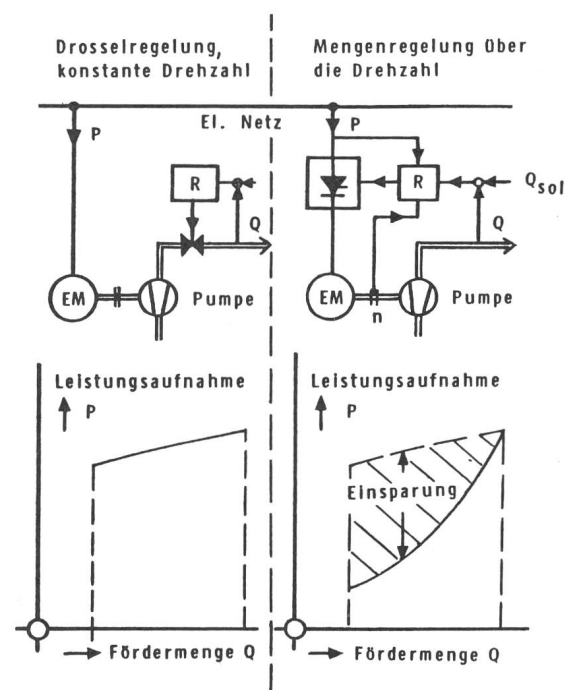 Drosselregelung,
konstante Drehzahl
Mengenregelung über
die Drehzahl
El. Netz
P
R
Q
EM
Pumpe
P
R
Qsol
Q
EM
n
Pumpe
Leistungsaufnahme
P
Fördermenge Q
Leistungsaufnahme
P
Einsparung
Fördermenge Q